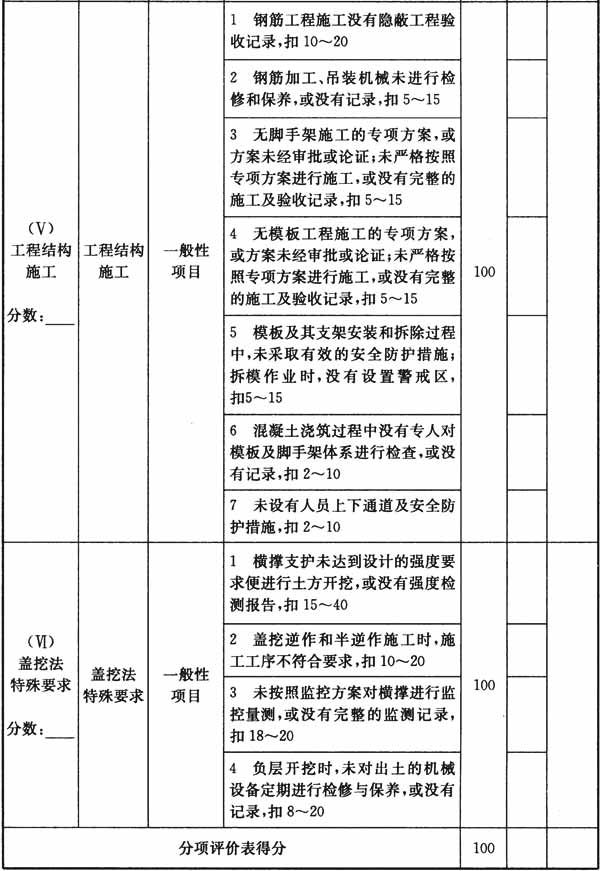 (Ⅴ)
工程结构
施工
分数：____
工程结构
施工
一般性
项目
1 钢筋工程施工没有隐蔽工程验
收记录，扣 10～20
2 钢筋加工、吊装机械未进行检
修和保养，或没有记录，扣 5～15
3 无脚手架施工的专项方案，或
方案未经审批或论证；未严格按照
专项方案进行施工，或没有完整的
施工及验收记录，扣 5～15
4 无模板工程施工的专项方案，
或方案未经审批或论证；未严格按
照专项方案进行施工，或没有完整
的施工及验收记录，扣 5～15
5 模板及其支架安装和拆除过程
中，未采取有效的安全防护措施；
拆模作业时，没有设置警戒区，
扣5～15
6 混凝土浇筑过程中没有专人对
模板及脚手架体系进行检查，或没
有记录，扣 2～10
7 未设有人员上下通道及安全防
护措施，扣 2～10
100
(Ⅵ)
盖挖法
特殊要求
分数：____
盖挖法
特殊要求
一般性
项目
1 横撑支护未达到设计的强度要
求便进行土方开挖，或没有强度检
测报告，扣 15～40
2 盖挖逆作和半逆作施工时，施
工工序不符合要求，扣 10～20
3 未按照监控方案对横撑进行监
控量测，或没有完整的监测记录，
扣 18～20
4 负层开挖时，未对出土的机械
设备定期进行检修与保养，或没有
记录，扣 8～20
100
分项评价表得分
100